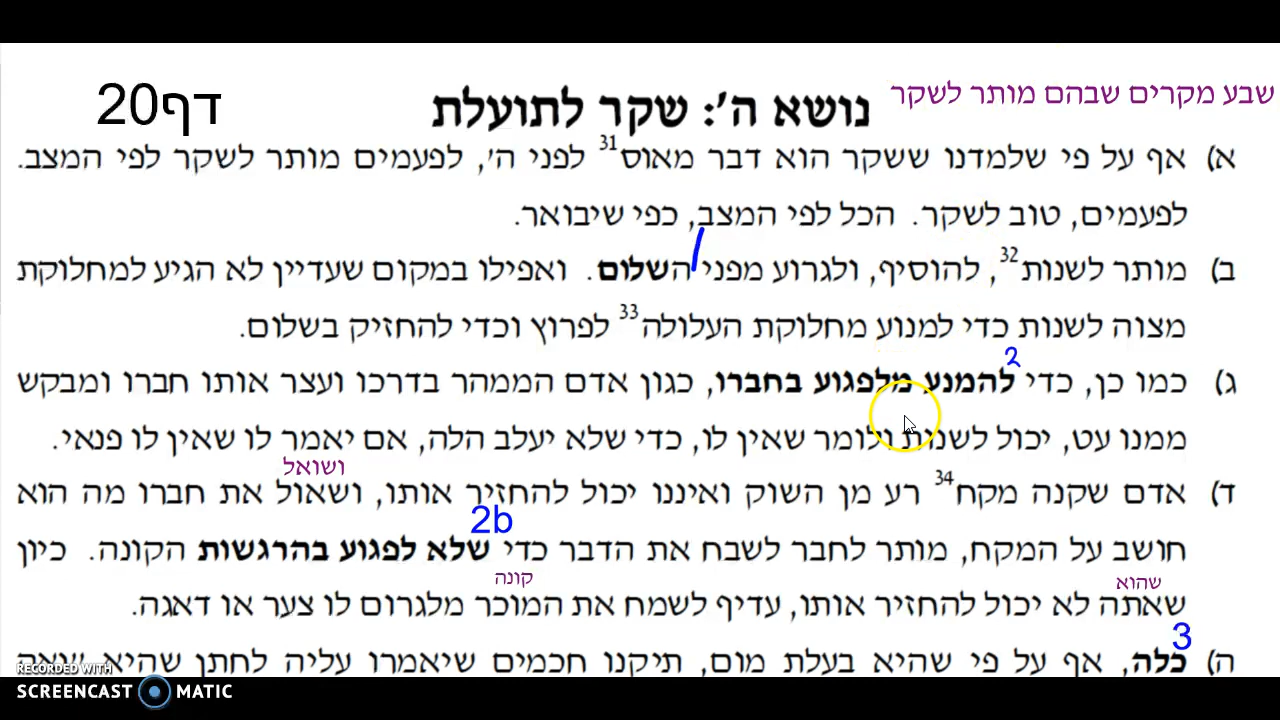 שבע מקרים שבהם מותר לשקר
נושא ה': שקר לתועלת
דף20
א) אף על פי שלמדנו ששקר הוא דבר מאוס31 לפני ה', לפעמים מותר לשקר לפי המצב.
לפעמים, טוב לשקר. הכל לפי המצב, כפי שיבואר.
ב) מותר לשנות32, להוסיף, ולגרוע מפני השלום. ואפילו במקום שעדיין לא הגיע למחלוקת
מצוה לשנות כדי למנוע מחלוקת העלולה33 לפרוץ וכדי להחזיק בשלום.
2
ג) כמו כן, כדי להמנע מלפגוע בחברו, כגון אדם הממהר בדרכו ועצר אותו חברו ומבקש
ממנו עט, יכול לשנות ולומר שאין לו, כדי שלא יעלב הלה, אם יאמר לו שאין לו פנאי.
ושואל
ד) אדם שקנה מקח34 רע מן השוק ואיננו יכול להחזיר אותו, ושאול את חברו מה הוא
2b
חושב על המקח, מותר לחבר לשבח את הדבר כדי שלא לפגוע בהרגשות הקונה. כיון
שהוא קונה
שאתה לא יכול להחזיר אותו, עדיף לשמח את המוכר מלגרום לו צער או דאגה.
3
ה) כלה, אף על פי שהיא בעלת מום, תיקנו חכמים שיאמרו עליה לחתן שהיא
RECORDED WITH
SCREENCAST MATIC